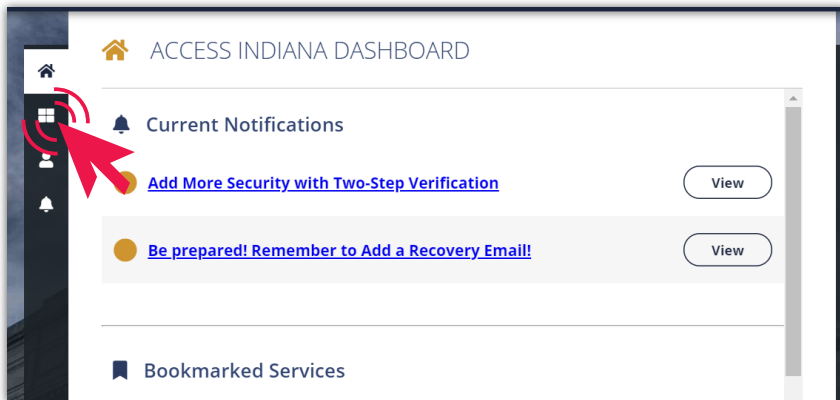 ACCESS INDIANA DASHBOARD
Current Notifications
Add More Security with Two-Step Verification
View
Be prepared! Remember to Add a Recovery Email!
View
Bookmarked Services